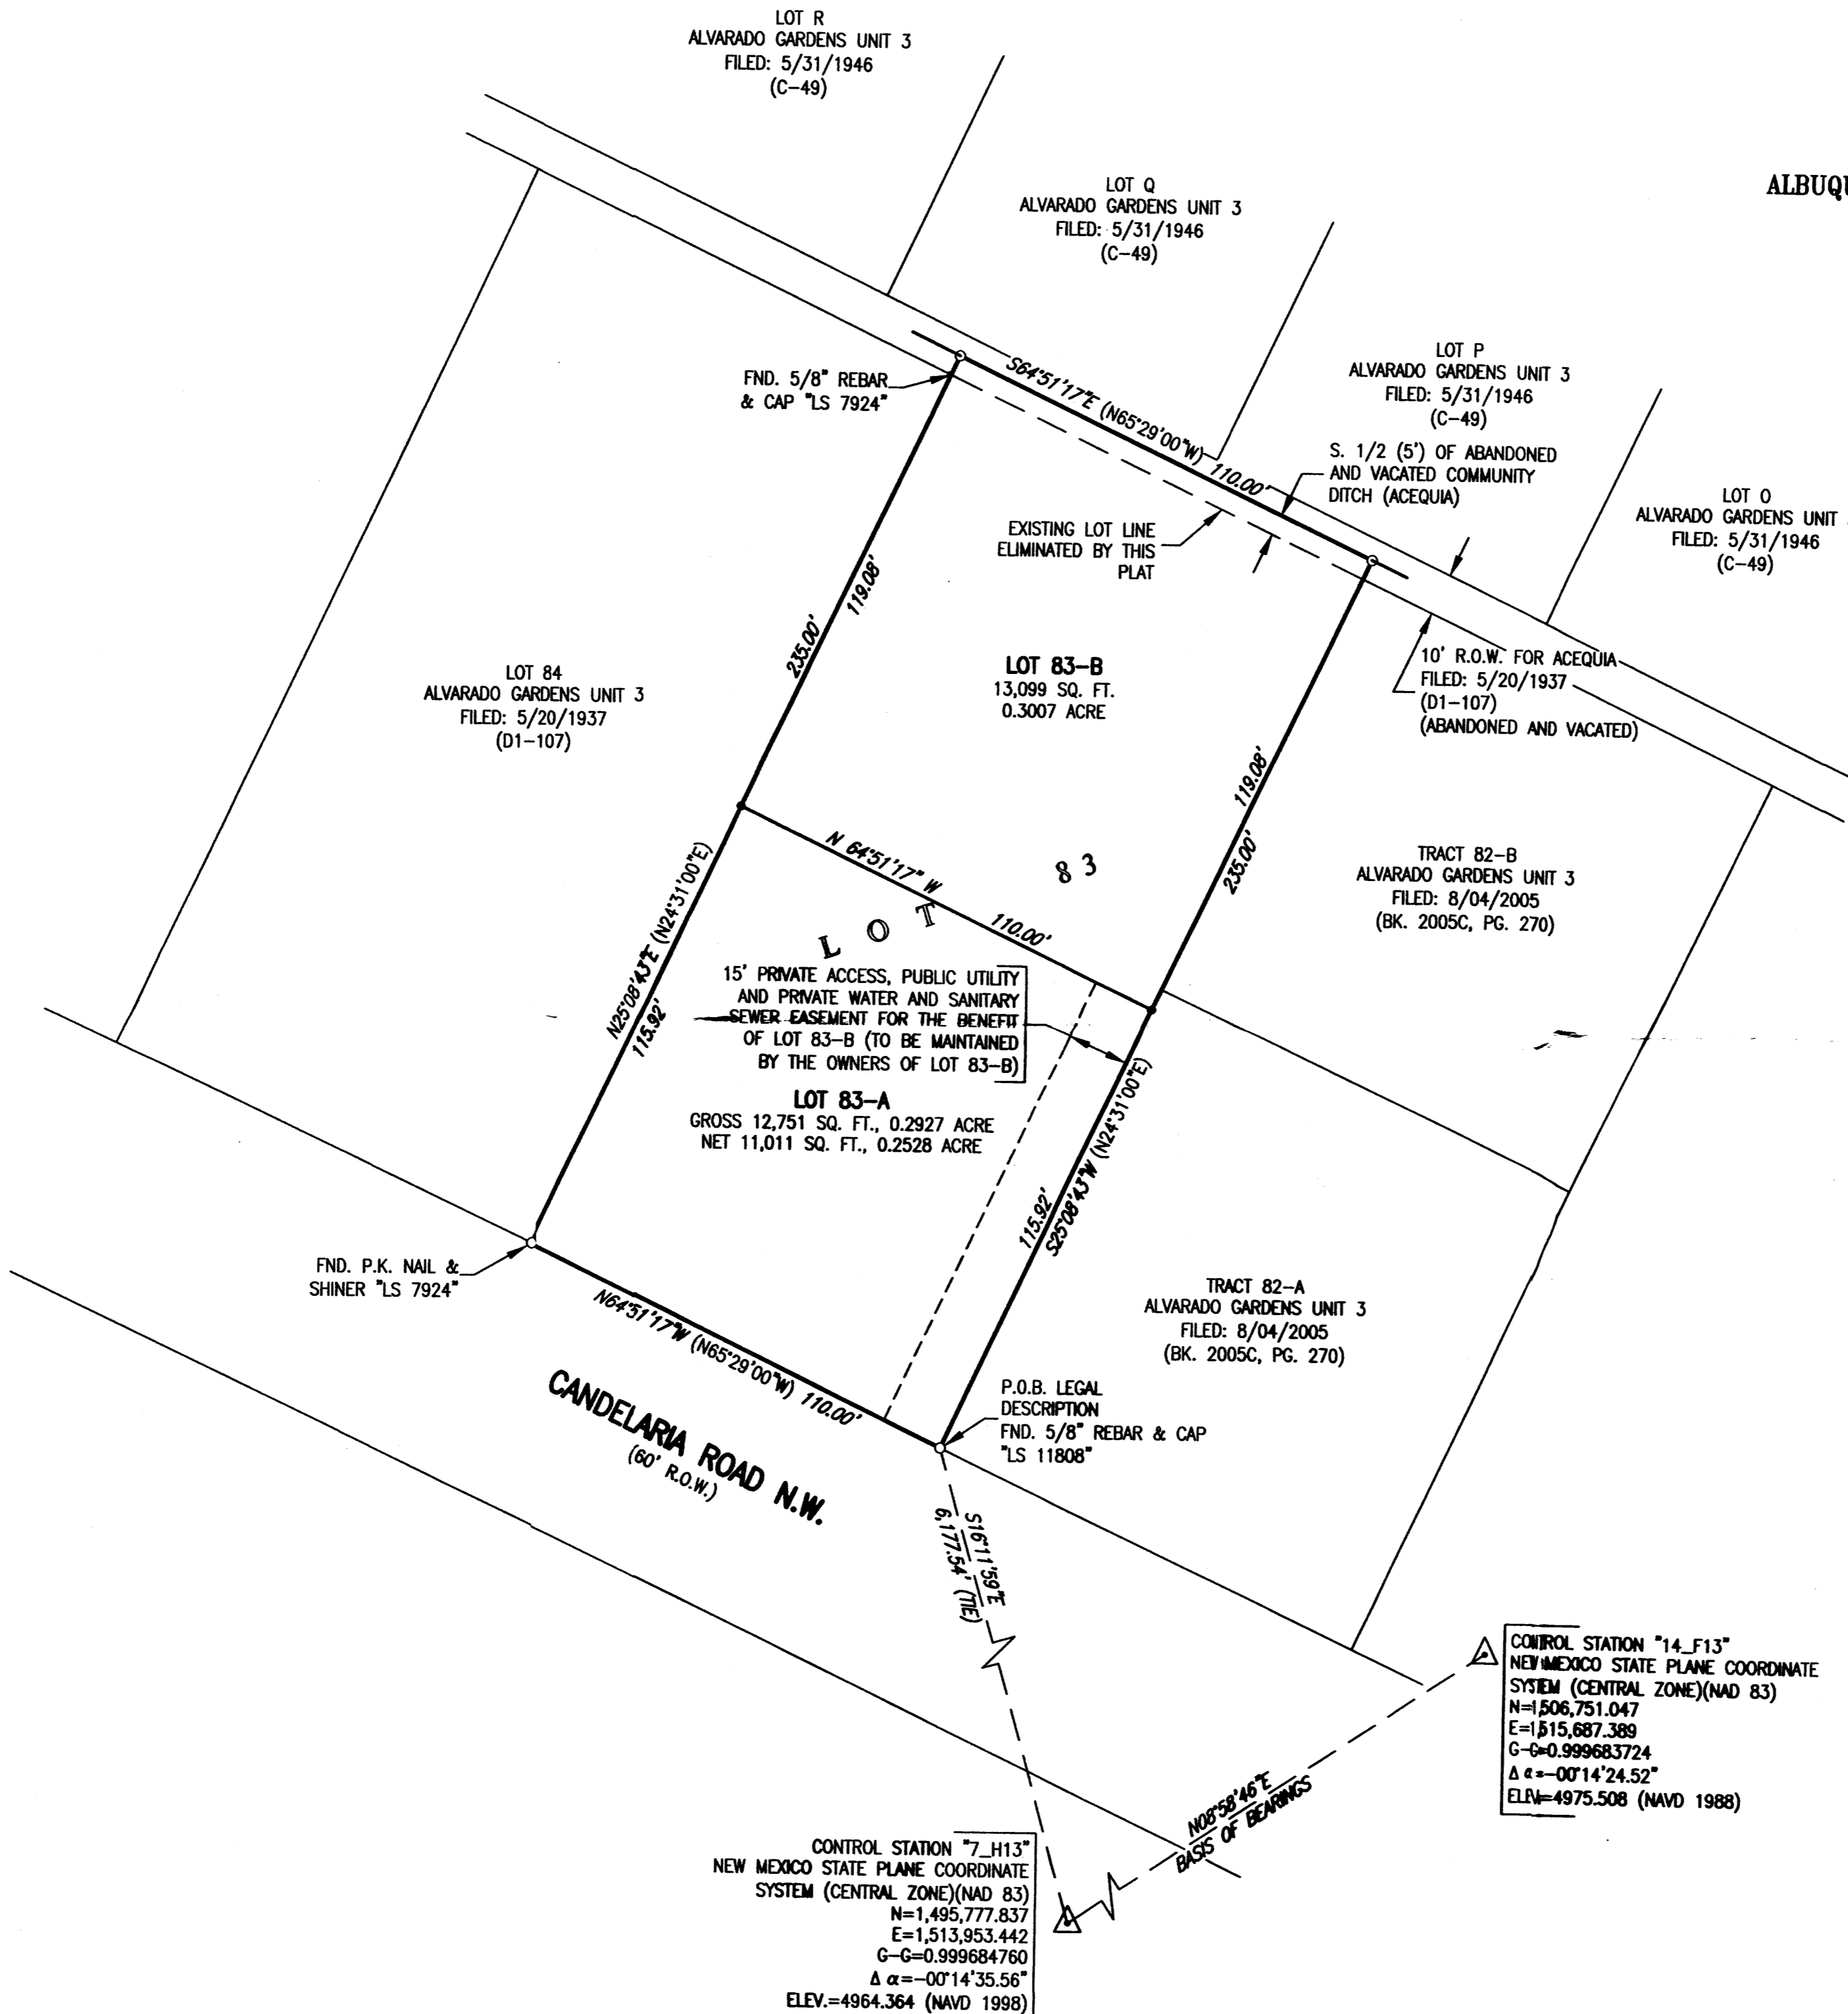 LOT R
ALVARADO GARDENS UNIT 3
FILED: 5/31/1946
(C-49)
ALBUQU
LOT Q
ALVARADO GARDENS UNIT 3
FILED: 5/31/1946
(C-49)
LOT P
ALVARADO GARDENS UNIT 3
FILED: 5/31/1946
(C-49)
FND. 5/8" REBAR
& CAP "LS 7924"
S64°51'17"E (N65°29'00"W) 110.00'
S. 1/2 (5') OF ABANDONED
AND VACATED COMMUNITY
DITCH (ACEQUIA)
LOT O
ALVARADO GARDENS UNIT
FILED: 5/31/1946
(C-49)
EXISTING LOT LINE
ELIMINATED BY THIS
PLAT
235.00'
119.08'
LOT 83-B
13,099 SQ. FT.
0.3007 ACRE
10' R.O.W. FOR ACEQUIA
FILED: 5/20/1937
(D1-107)
(ABANDONED AND VACATED)
LOT 84
ALVARADO GARDENS UNIT 3
FILED: 5/20/1937
(D1-107)
119.08'
235.00'
N 64°51'17" W
110.00'
LOT 83
TRACT 82-B
ALVARADO GARDENS UNIT 3
FILED: 8/04/2005
(BK. 2005C, PG. 270)
N25°08'43"E (N24°31'00"E)
115.92'
15' PRIVATE ACCESS, PUBLIC UTILITY
AND PRIVATE WATER AND SANITARY
SEWER EASEMENT FOR THE BENEFIT
OF LOT 83-B (TO BE MAINTAINED
BY THE OWNERS OF LOT 83-B)
LOT 83-A
GROSS 12,751 SQ. FT., 0.2927 ACRE
NET 11,011 SQ. FT., 0.2528 ACRE
115.92'
S25°08'43"W (N24°31'00"E)
FND. P.K. NAIL &
SHINER "LS 7924"
N64°51'17"W (N65°29'00"W) 110.00'
TRACT 82-A
ALVARADO GARDENS UNIT 3
FILED: 8/04/2005
(BK. 2005C, PG. 270)
CANDELARIA ROAD N.W.
(60' R.O.W.)
P.O.B. LEGAL
DESCRIPTION
FND. 5/8" REBAR & CAP
"LS 11808"
S16°11'59"E
6,177.54' (TIE)
CONTROL STATION "14_F13"
NEW MEXICO STATE PLANE COORDINATE
SYSTEM (CENTRAL ZONE)(NAD 83)
N=1,506,751.047
E=1,515,687.389
G-G=0.999683724
Δ α=-00°14'24.52"
ELEV=4975.508 (NAVD 1988)
N08°58'46"E
BASIS OF BEARINGS
CONTROL STATION "7_H13"
NEW MEXICO STATE PLANE COORDINATE
SYSTEM (CENTRAL ZONE)(NAD 83)
N=1,495,777.837
E=1,513,953.442
G-G=0.999684760
Δ α=-00°14'35.56"
ELEV.=4964.364 (NAVD 1998)